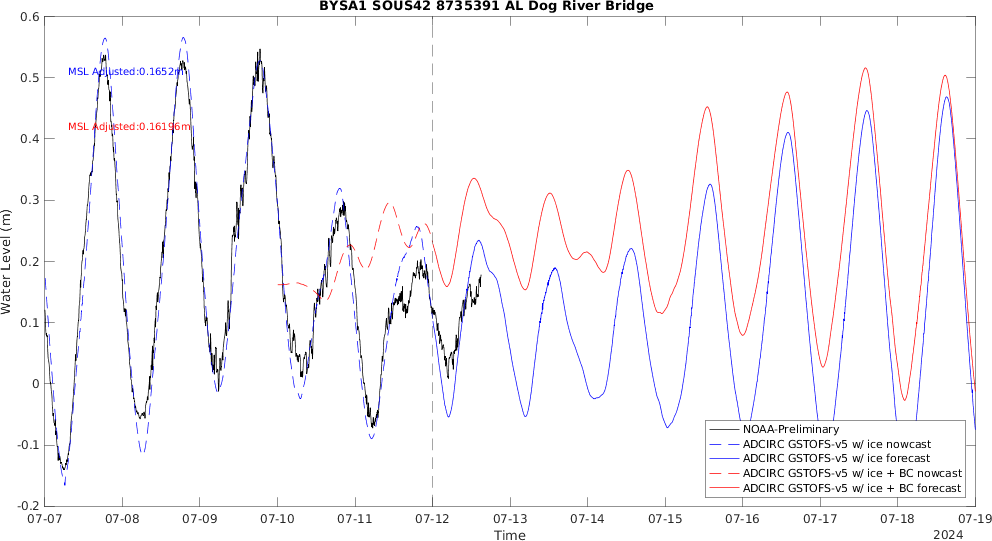 BYSA1 SOUS42 8735391 AL Dog River Bridge
0.6
0.5
0.4
0.3
0.2
0.1
0
-0.1
-0.2
Water Level (m)
MSL Adjusted:0.1652m
MSL Adjusted:0.16196m
NOAA-Preliminary
ADCIRC GSTOFS-v5 w/ ice nowcast
ADCIRC GSTOFS-v5 w/ ice forecast
ADCIRC GSTOFS-v5 w/ ice + BC nowcast
ADCIRC GSTOFS-v5 w/ ice + BC forecast
07-07 07-08 07-09 07-10 07-11 07-12 07-13 07-14 07-15 07-16 07-17 07-18 07-19
Time
2024